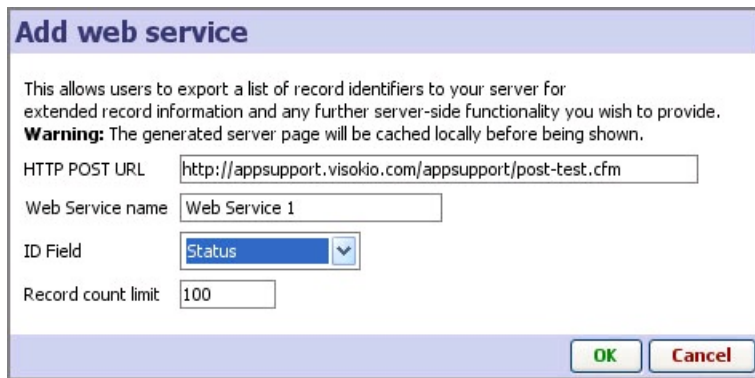 Add web service
This allows users to export a list of record identifiers to your server for
extended record information and any further server-side functionality you wish to provide.
Warning: The generated server page will be cached locally before being shown.
HTTP POST URL http://appsupport.visokio.com/appsupport/post-test.cfm
Web Service name Web Service 1
ID Field Status
Record count limit 100
OK Cancel